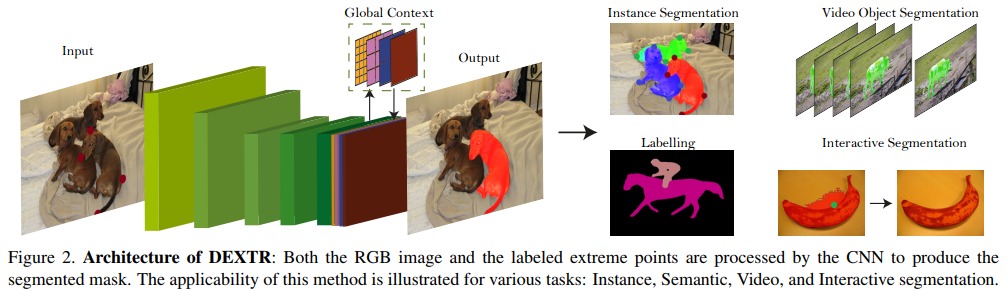 Input
Global Context
Output
Instance Segmentation
Video Object Segmentation
Labelling
Interactive Segmentation
Figure 2. Architecture of DEXTR: Both the RGB image and the labeled extreme points are processed by the CNN to produce the
segmented mask. The applicability of this method is illustrated for various tasks: Instance, Semantic, Video, and Interactive segmentation.